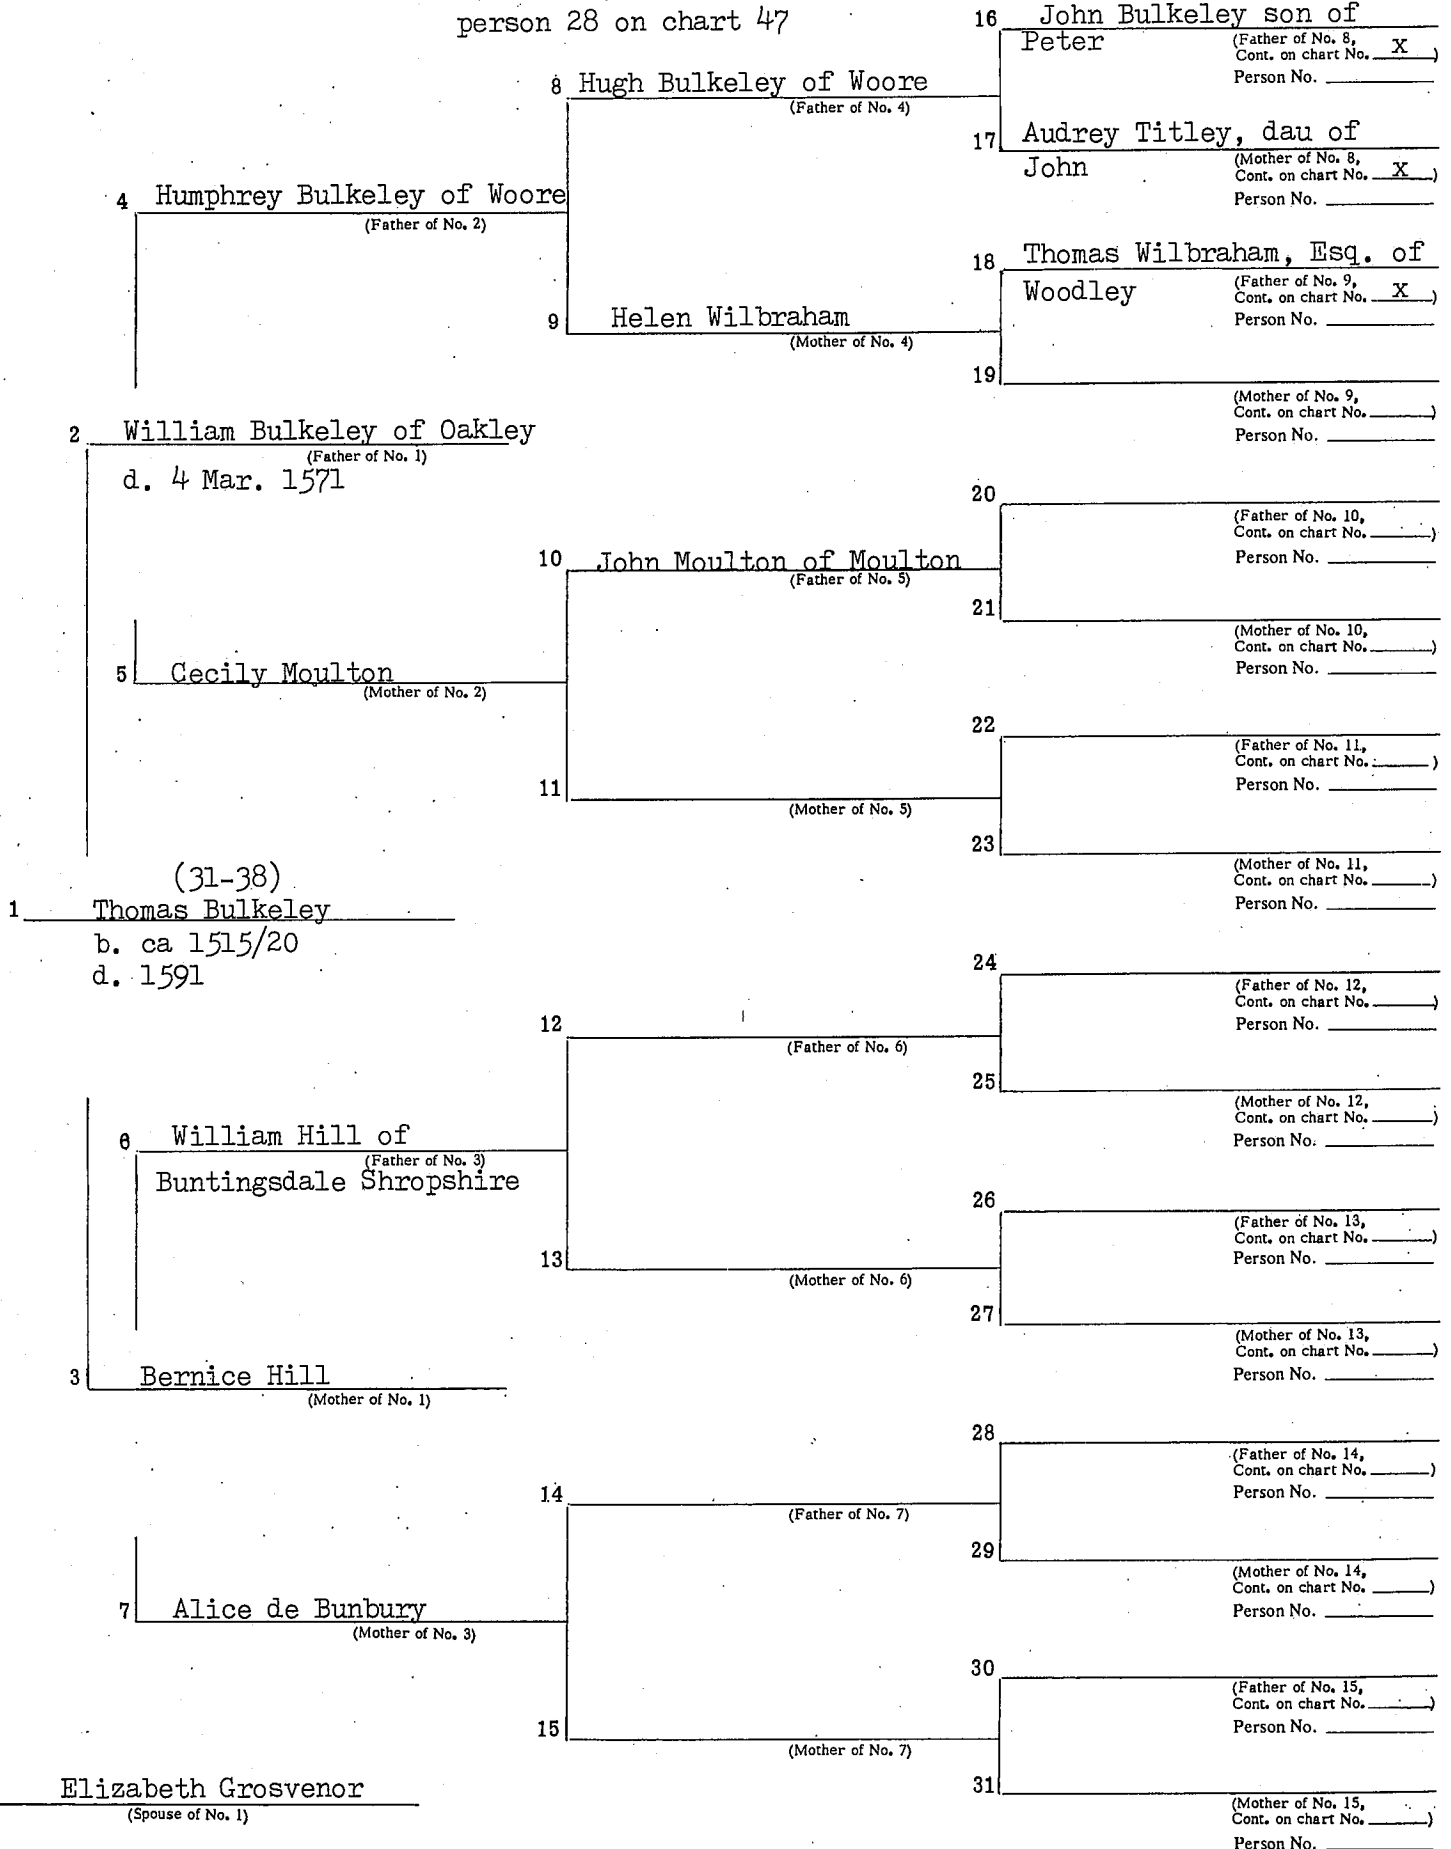 person 28 on chart 47
16 John Bulkeley son of
Peter
(Father of No. 8,
Cont. on chart No. X )
Person No.
8 Hugh Bulkeley of Woore
(Father of No. 4)
17 Audrey Titley, dau of
John
(Mother of No. 8,
Cont. on chart No. X )
Person No.
4 Humphrey Bulkeley of Woore
(Father of No. 2)
18 Thomas Wilbraham, Esq. of
Woodley
(Father of No. 9,
Cont. on chart No. X )
Person No.
9 Helen Wilbraham
(Mother of No. 4)
19
(Mother of No. 9,
Cont. on chart No. )
Person No.
2 William Bulkeley of Oakley
(Father of No. 1)
d. 4 Mar. 1571
20
(Father of No. 10,
Cont. on chart No. )
Person No.
10 John Moulton of Moulton
(Father of No. 5)
21
(Mother of No. 10,
Cont. on chart No. )
Person No.
5 Cecily Moulton
(Mother of No. 2)
22
(Father of No. 11,
Cont. on chart No. )
Person No.
11
(Mother of No. 5)
23
(Mother of No. 11,
Cont. on chart No. )
Person No.
(31-38)
1 Thomas Bulkeley
b. ca 1515/20
d. 1591
24
(Father of No. 12,
Cont. on chart No. )
Person No.
12
(Father of No. 6)
25
(Mother of No. 12,
Cont. on chart No. )
Person No.
6 William Hill of
(Father of No. 3)
Buntingsdale Shropshire
26
(Father of No. 13,
Cont. on chart No. )
Person No.
13
(Mother of No. 6)
27
(Mother of No. 13,
Cont. on chart No. )
Person No.
3 Bernice Hill
(Mother of No. 1)
28
(Father of No. 14,
Cont. on chart No. )
Person No.
14
(Father of No. 7)
29
(Mother of No. 14,
Cont. on chart No. )
Person No.
7 Alice de Bunbury
(Mother of No. 3)
30
(Father of No. 15,
Cont. on chart No. )
Person No.
15
(Mother of No. 7)
31
(Mother of No. 15,
Cont. on chart No. )
Person No.
Elizabeth Grosvenor
(Spouse of No. 1)